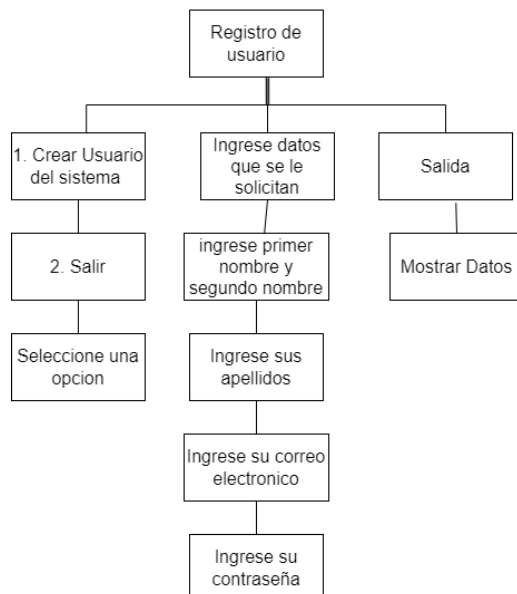 Registro de
usuario
1. Crear Usuario
del sistema
Ingrese datos
que se le
solicitan
Salida
2. Salir
ingrese primer
nombre y
segundo nombre
Mostrar Datos
Seleccione una
opcion
Ingrese sus
apellidos
Ingrese su correo
electronico
Ingrese su
contraseña